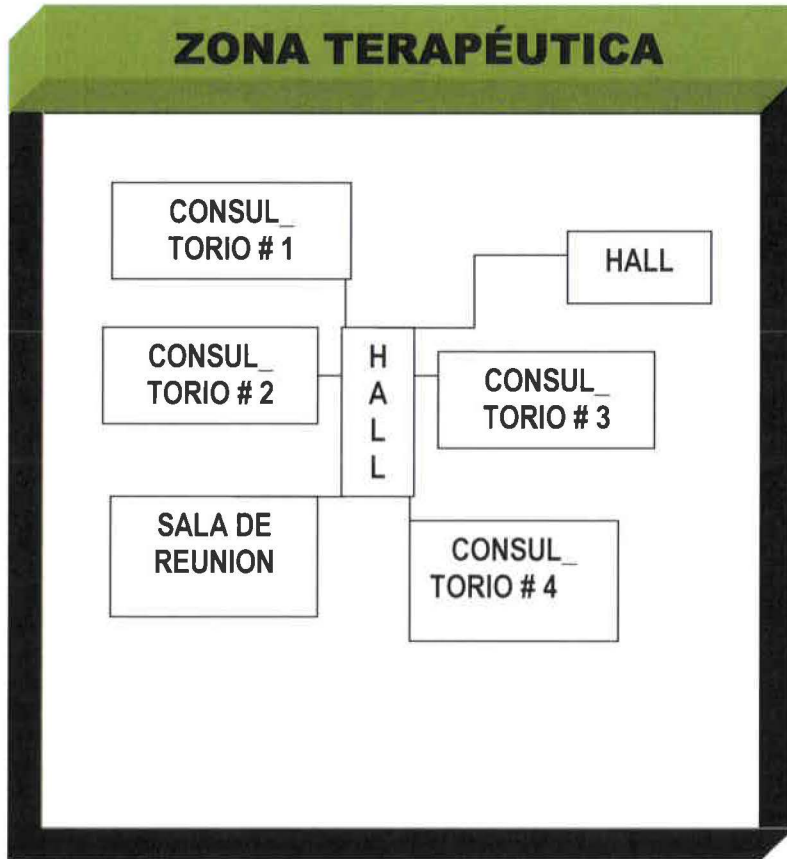 ZONA TERAPÉUTICA
CONSUL_
TORIO # 1
HALL
CONSUL_
TORIO # 2
H
A
L
L
CONSUL_
TORIO # 3
SALA DE
REUNION
CONSUL_
TORIO # 4